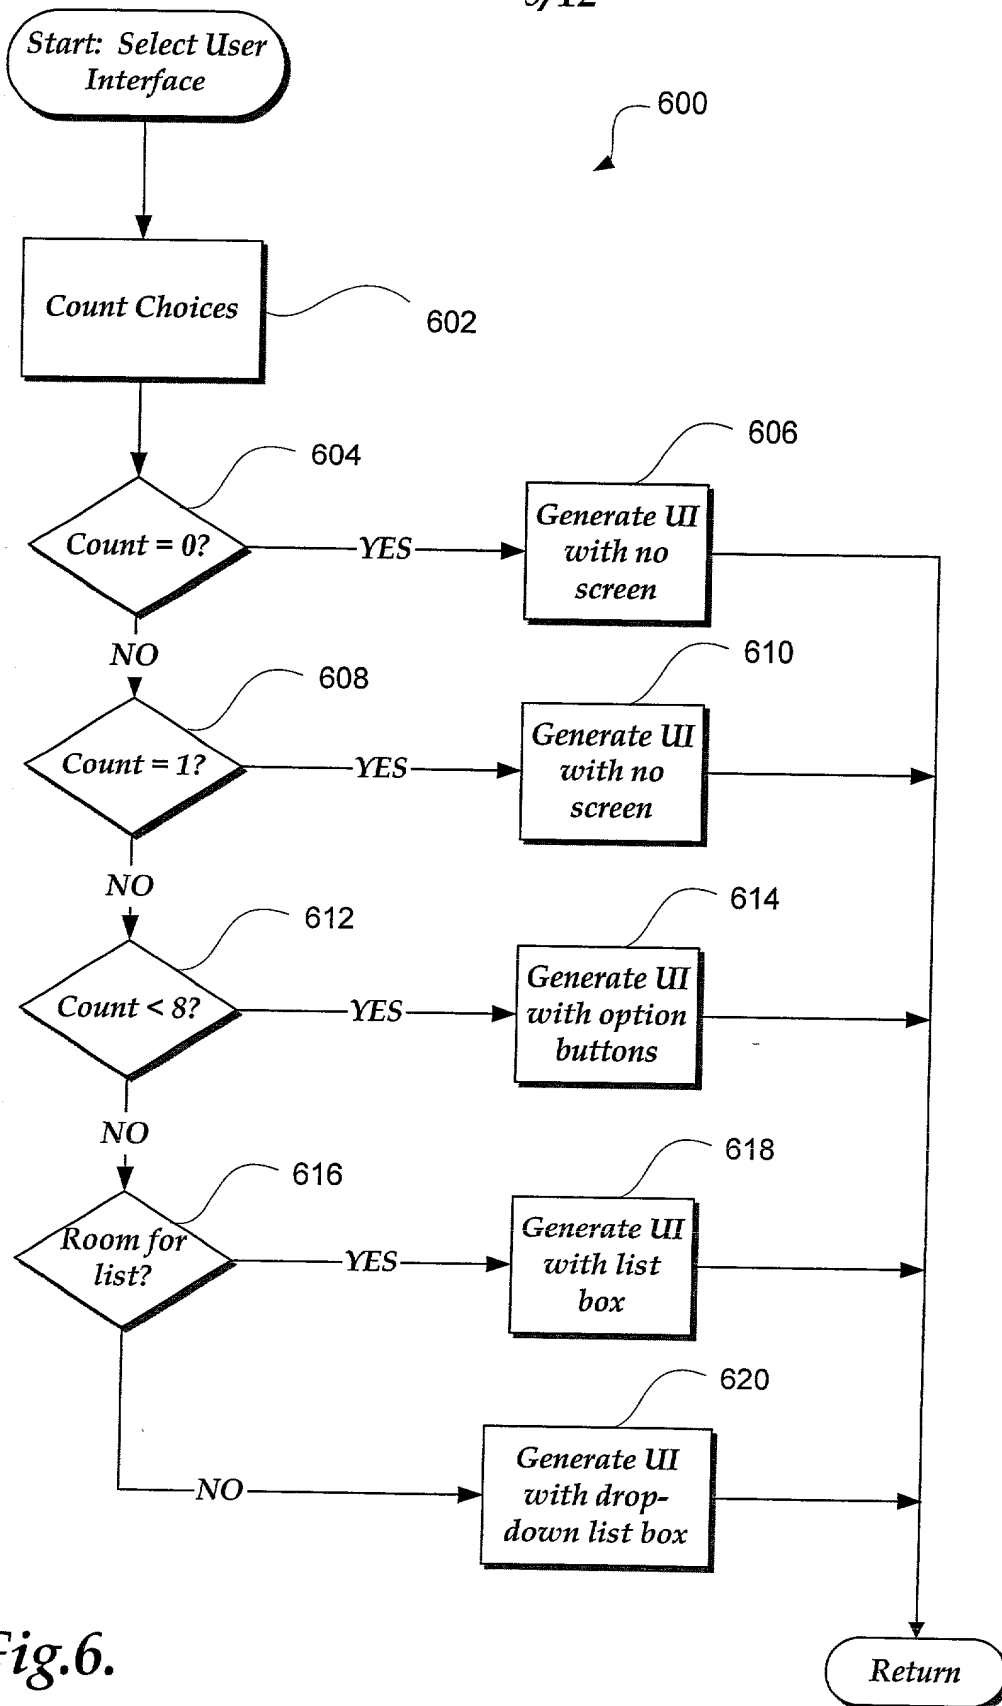 Start: Select User
Interface
600
Count Choices
602
604
Count = 0?
YES
606
Generate UI
with no
screen
NO
608
Count = 1?
YES
610
Generate UI
with no
screen
NO
612
Count < 8?
YES
614
Generate UI
with option
buttons
NO
616
Room for
list?
YES
618
Generate UI
with list
box
620
NO
Generate UI
with drop-
down list box
Fig.6.
Return